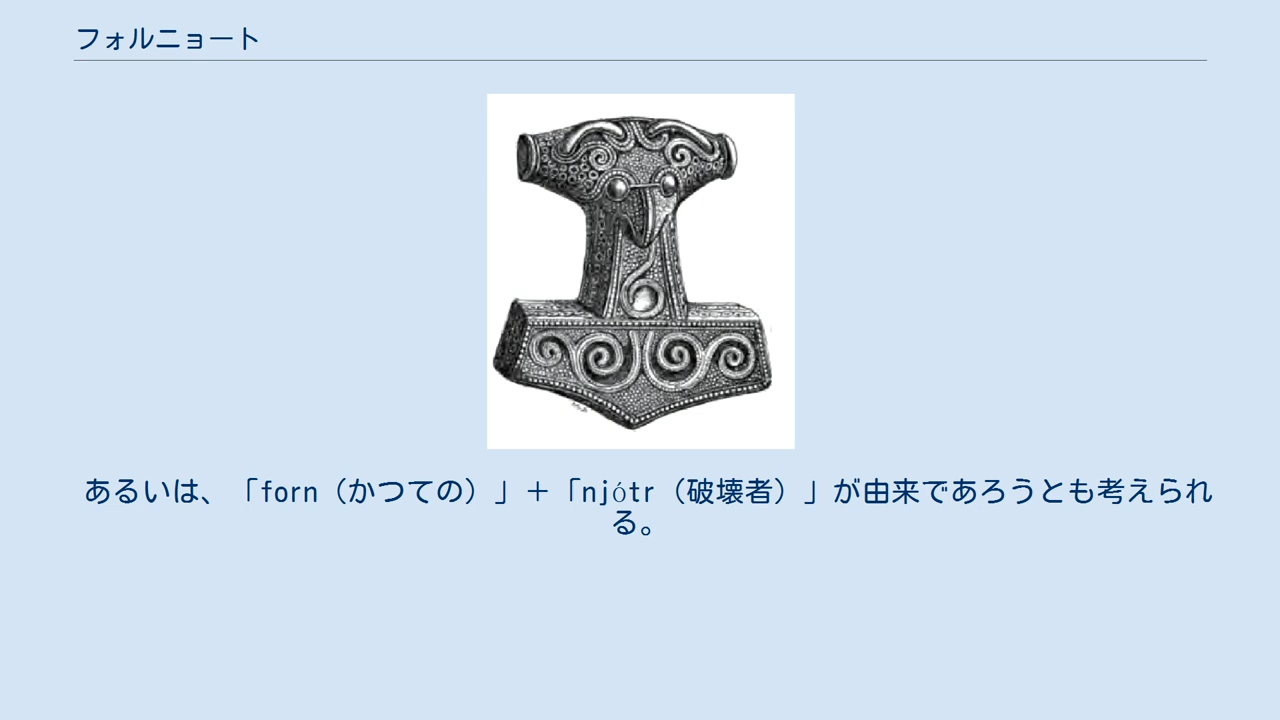 フォルニョート
あるいは、「forn（かつての）」＋「njótr（破壊者）」が由来であろうとも考えられ
る。